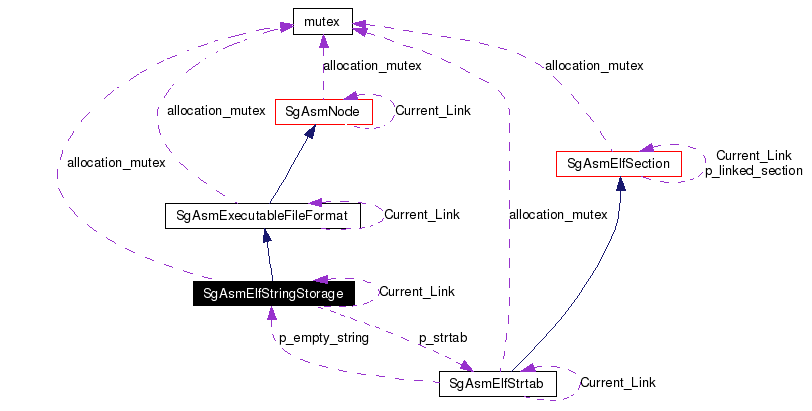 mutex
allocation_mutex
allocation_mutex
SgAsmNode
Current_Link
allocation_mutex
SgAsmElfSection
Current_Link
p_linked_section
allocation_mutex
SgAsmExecutableFileFormat
Current_Link
allocation_mutex
SgAsmElfStringStorage
Current_Link
p_empty_string
p_strtab
SgAsmElfStrtab
Current_Link